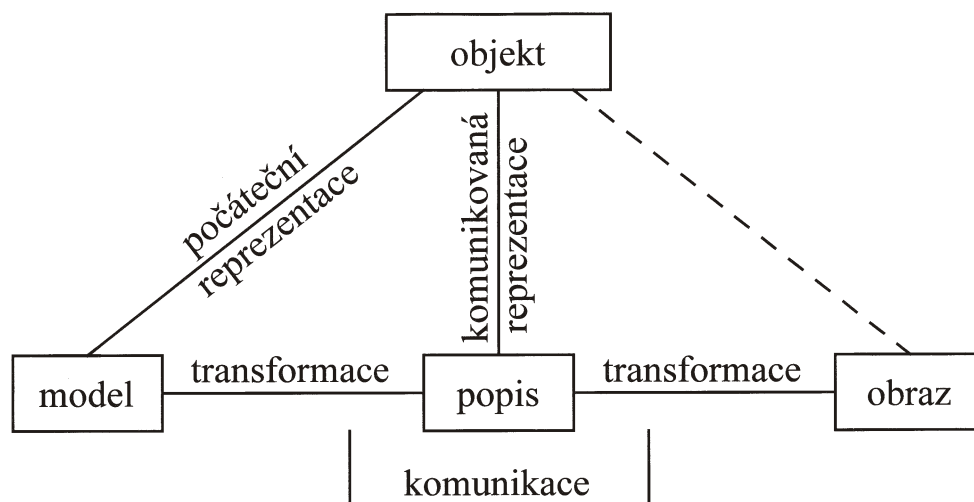 objekt
počáteční
reprezentace
komunikovaná
reprezentace
model
transformace
popis
transformace
obraz
komunikace